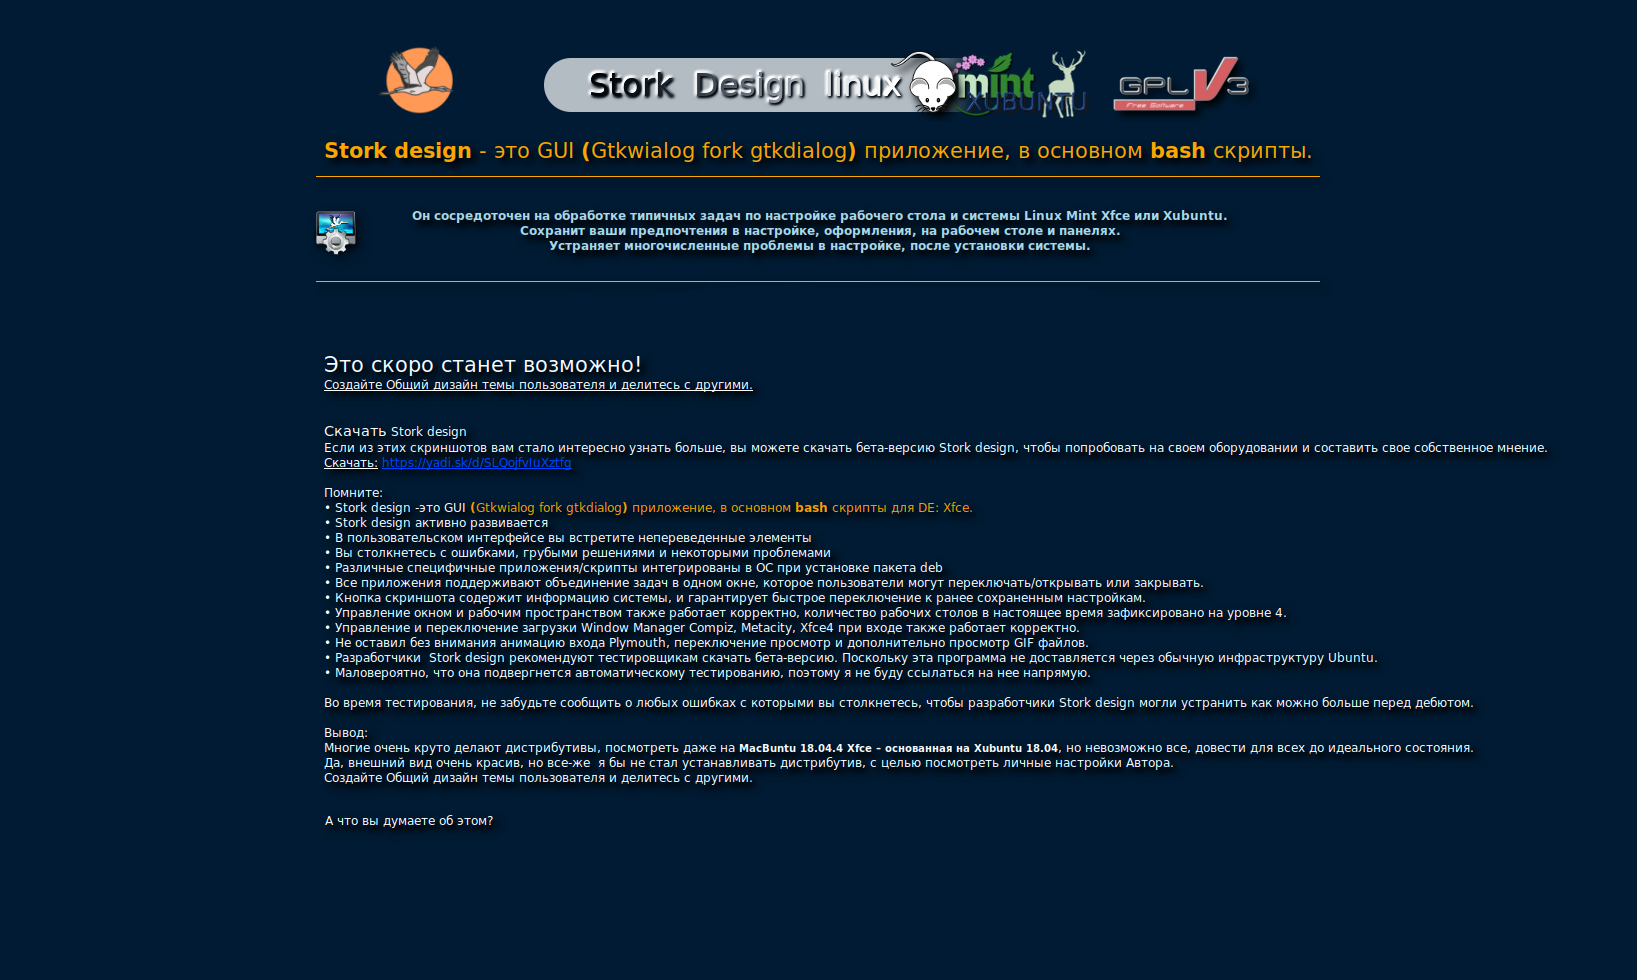 Stork Design linux mint XUBUNTU GPL V3
Free Software
Stork design - это GUI (Gtkwialog fork gtkdialog) приложение, в основном bash скрипты.
Он сосредоточен на обработке типичных задач по настройке рабочего стола и системы Linux Mint Xfce или Xubuntu.
Сохранит ваши предпочтения в настройке, оформления, на рабочем столе и панелях.
Устраняет многочисленные проблемы в настройке, после установки системы.
Это скоро станет возможно!
Создайте Общий дизайн темы пользователя и делитесь с другими.
Скачать Stork design
Если из этих скриншотов вам стало интересно узнать больше, вы можете скачать бета-версию Stork design, чтобы попробовать на своем оборудовании и составить свое собственное мнение.
Скачать: https://yadi.sk/d/SLQojfvIuXztfg
Помните:
• Stork design -это GUI (Gtkwialog fork gtkdialog) приложение, в основном bash скрипты для DE: Xfce.
• Stork design активно развивается
• В пользовательском интерфейсе вы встретите непереведенные элементы
• Вы столкнетесь с ошибками, грубыми решениями и некоторыми проблемами
• Различные специфичные приложения/скрипты интегрированы в ОС при установке пакета deb
• Все приложения поддерживают объединение задач в одном окне, которое пользователи могут переключать/открывать или закрывать.
• Кнопка скриншота содержит информацию системы, и гарантирует быстрое переключение к ранее сохраненным настройкам.
• Управление окном и рабочим пространством также работает корректно, количество рабочих столов в настоящее время зафиксировано на уровне 4.
• Управление и переключение загрузки Window Manager Compiz, Metacity, Xfce4 при входе также работает корректно.
• Не оставил без внимания анимацию входа Plymouth, переключение просмотр и дополнительно просмотр GIF файлов.
• Разработчики  Stork design рекомендуют тестировщикам скачать бета-версию. Поскольку эта программа не доставляется через обычную инфраструктуру Ubuntu.
• Маловероятно, что она подвергнется автоматическому тестированию, поэтому я не буду ссылаться на нее напрямую.
Во время тестирования, не забудьте сообщить о любых ошибках с которыми вы столкнетесь, чтобы разработчики Stork design могли устранить как можно больше перед дебютом.
Вывод:
Многие очень круто делают дистрибутивы, посмотреть даже на MacBuntu 18.04.4 Xfce – основанная на Xubuntu 18.04, но невозможно все, довести для всех до идеального состояния.
Да, внешний вид очень красив, но все-же  я бы не стал устанавливать дистрибутив, с целью посмотреть личные настройки Автора.
Создайте Общий дизайн темы пользователя и делитесь с другими.
А что вы думаете об этом?